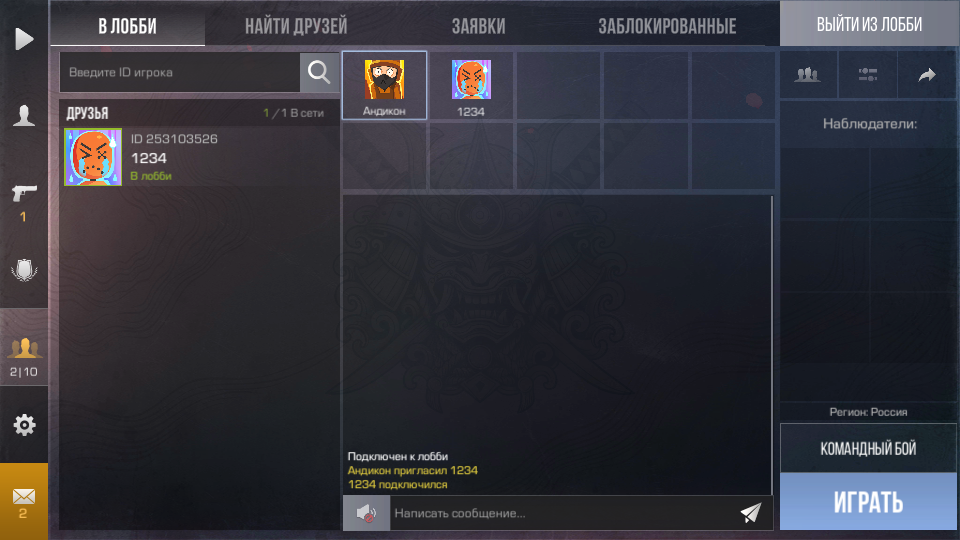 В ЛОББИ
НАЙТИ ДРУЗЕЙ
ЗАЯВКИ
ЗАБЛОКИРОВАННЫЕ
ВЫЙТИ ИЗ ЛОББИ
Введите ID игрока
ДРУЗЬЯ
1 / 1 В сети
ID 253103526
1234
В лобби
Андикон
1234
Наблюдатели:
1
2|10
2
Подключен к лобби
Андикон пригласил 1234
1234 подключился
Написать сообщение...
Регион: Россия
КОМАНДНЫЙ БОЙ
ИГРАТЬ